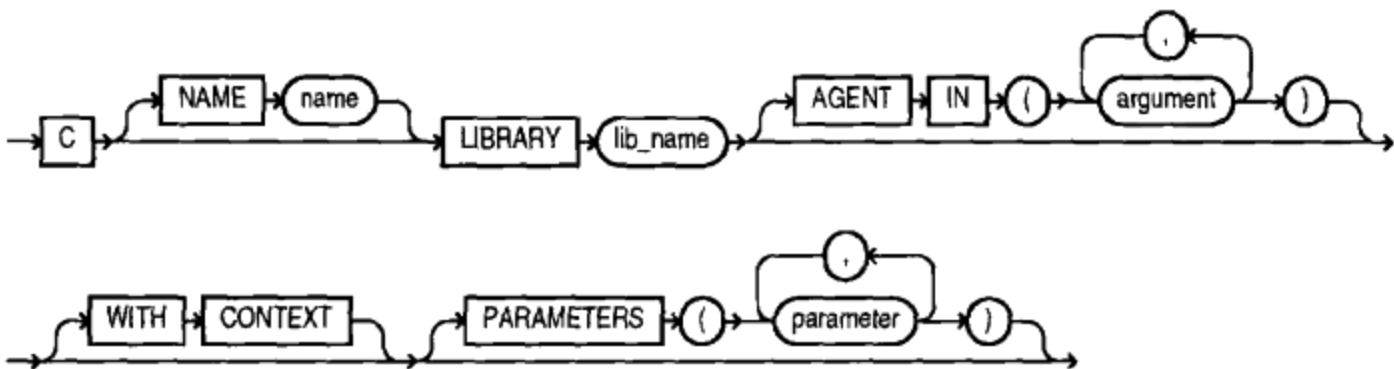 ,
NAME name AGENT IN ( argument )
C LIBRARY lib_name
,
WITH CONTEXT PARAMETERS ( parameter )